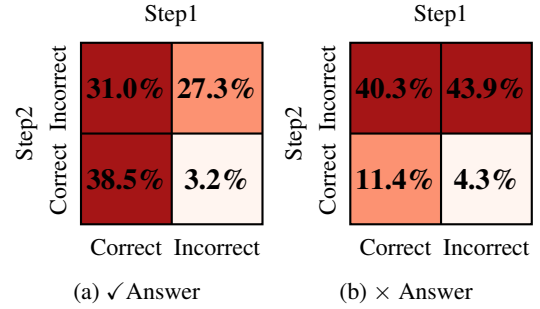 Step1
Step1
Step2
Incorrect
31.0%
27.3%
Correct
38.5%
3.2%
Correct
Incorrect
(a) ✓Answer
Step2
Incorrect
40.3%
43.9%
Correct
11.4%
4.3%
Correct
Incorrect
(b) × Answer